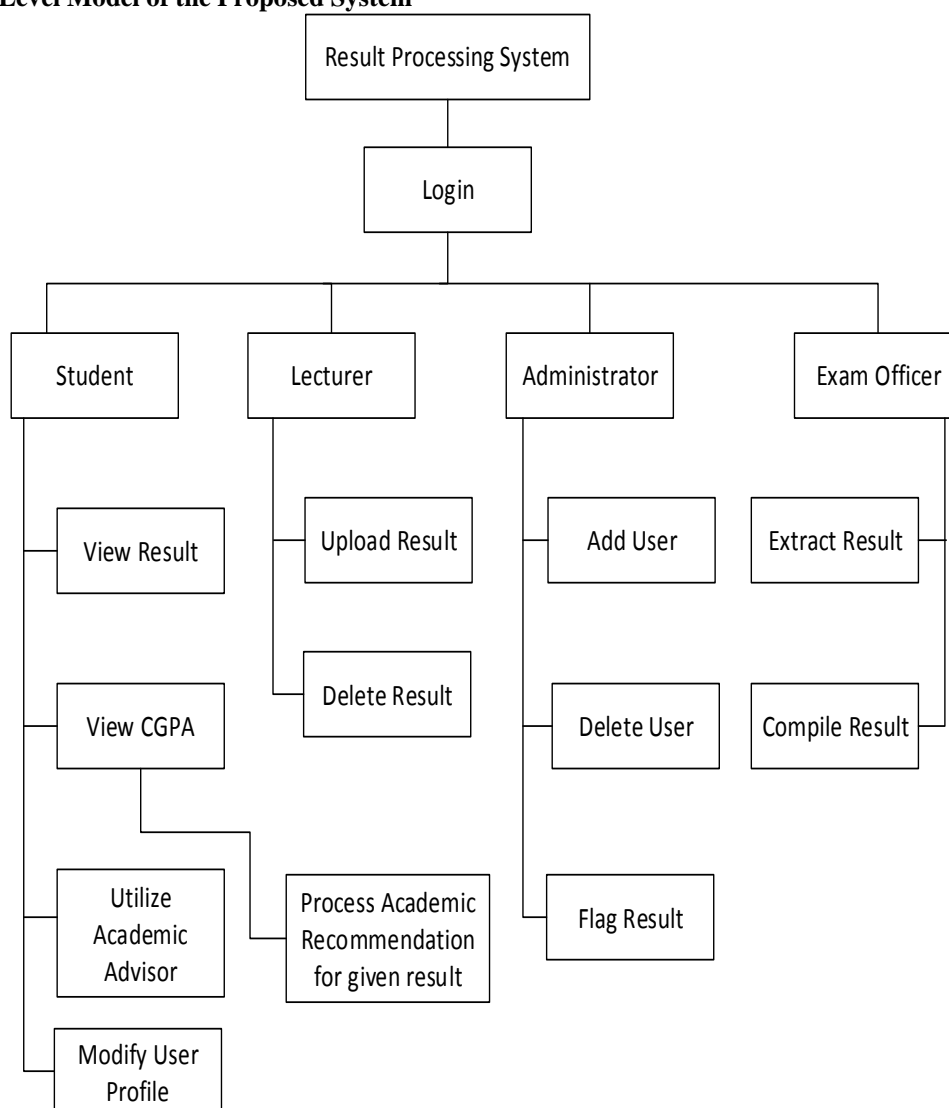 Level Model of the Proposed System
Result Processing System
Login
Student
Lecturer
Administrator
Exam Officer
View Result
Upload Result
Add User
Extract Result
View CGPA
Delete Result
Delete User
Compile Result
Utilize
Academic
Advisor
Process Academic
Recommendation
for given result
Flag Result
Modify User
Profile